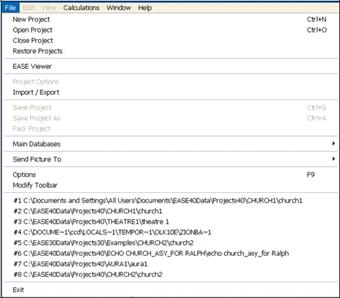 File Edit View Calculations Window Help
New Project Ctrl+N
Open Project Ctrl+O
Close Project
Restore Projects
EASE Viewer
Project Options
Import / Export
Save Project Ctrl+S
Save Project As Ctrl+A
Pack Project
Main Databases
Send Picture To
Options F9
Modify Toolbar
#1 C:\Documents and Settings\All Users\Documents\EASE40Data\Projects40\CHURCH1\church1
#2 C:\EASE40Data\Projects40\CHURCH1\church1
#3 C:\EASE40Data\Projects40\THEATRE1\theatre 1
#4 C:\DOCUME~1\ccd\LOCALS~1\TEMPOR~1\OLK10E\ZIONBA~1
#5 C:\EASE30Data\Projects30\Examples\CHURCH2\church2
#6 C:\EASE40Data\Projects40\ECHO CHURCH_ASY_FOR RALPH\echo church_asy_for Ralph
#7 C:\EASE40Data\Projects40\AURA1\aura1
#8 C:\EASE40Data\Projects40\CHURCH2\church2
Exit